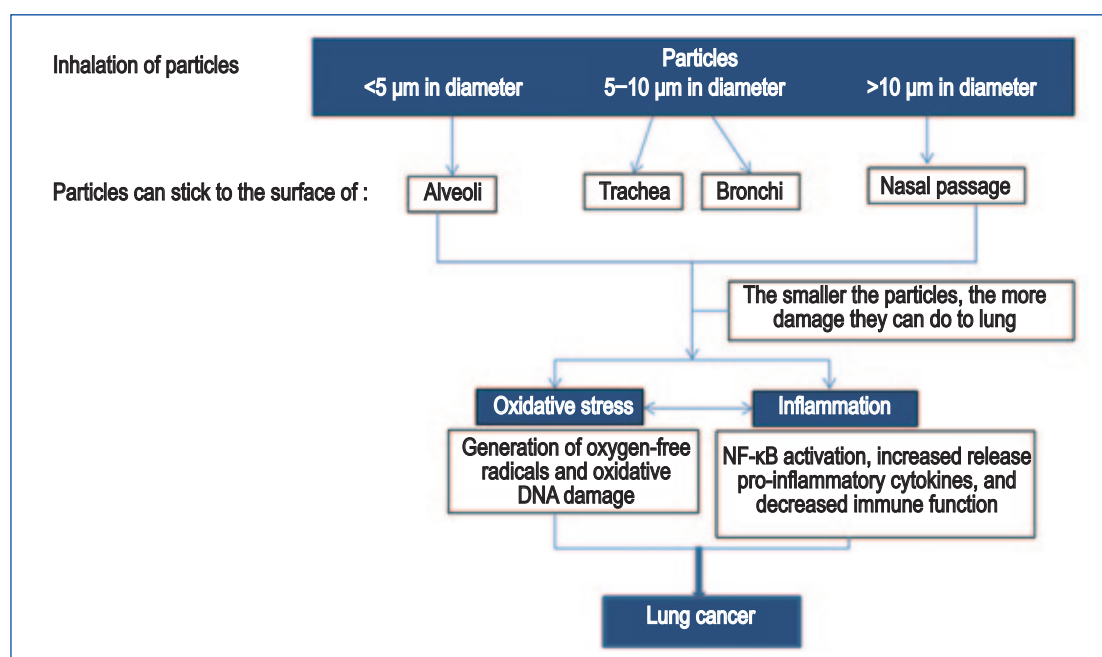 Inhalation of particles
Particles
<5 µm in diameter
5–10 µm in diameter
>10 µm in diameter
Particles can stick to the surface of :
Alveoli
Trachea
Bronchi
Nasal passage
The smaller the particles, the more
damage they can do to lung
Oxidative stress
Inflammation
Generation of oxygen-free
radicals and oxidative
DNA damage
NF-κB activation, increased release
pro-inflammatory cytokines, and
decreased immune function
Lung cancer